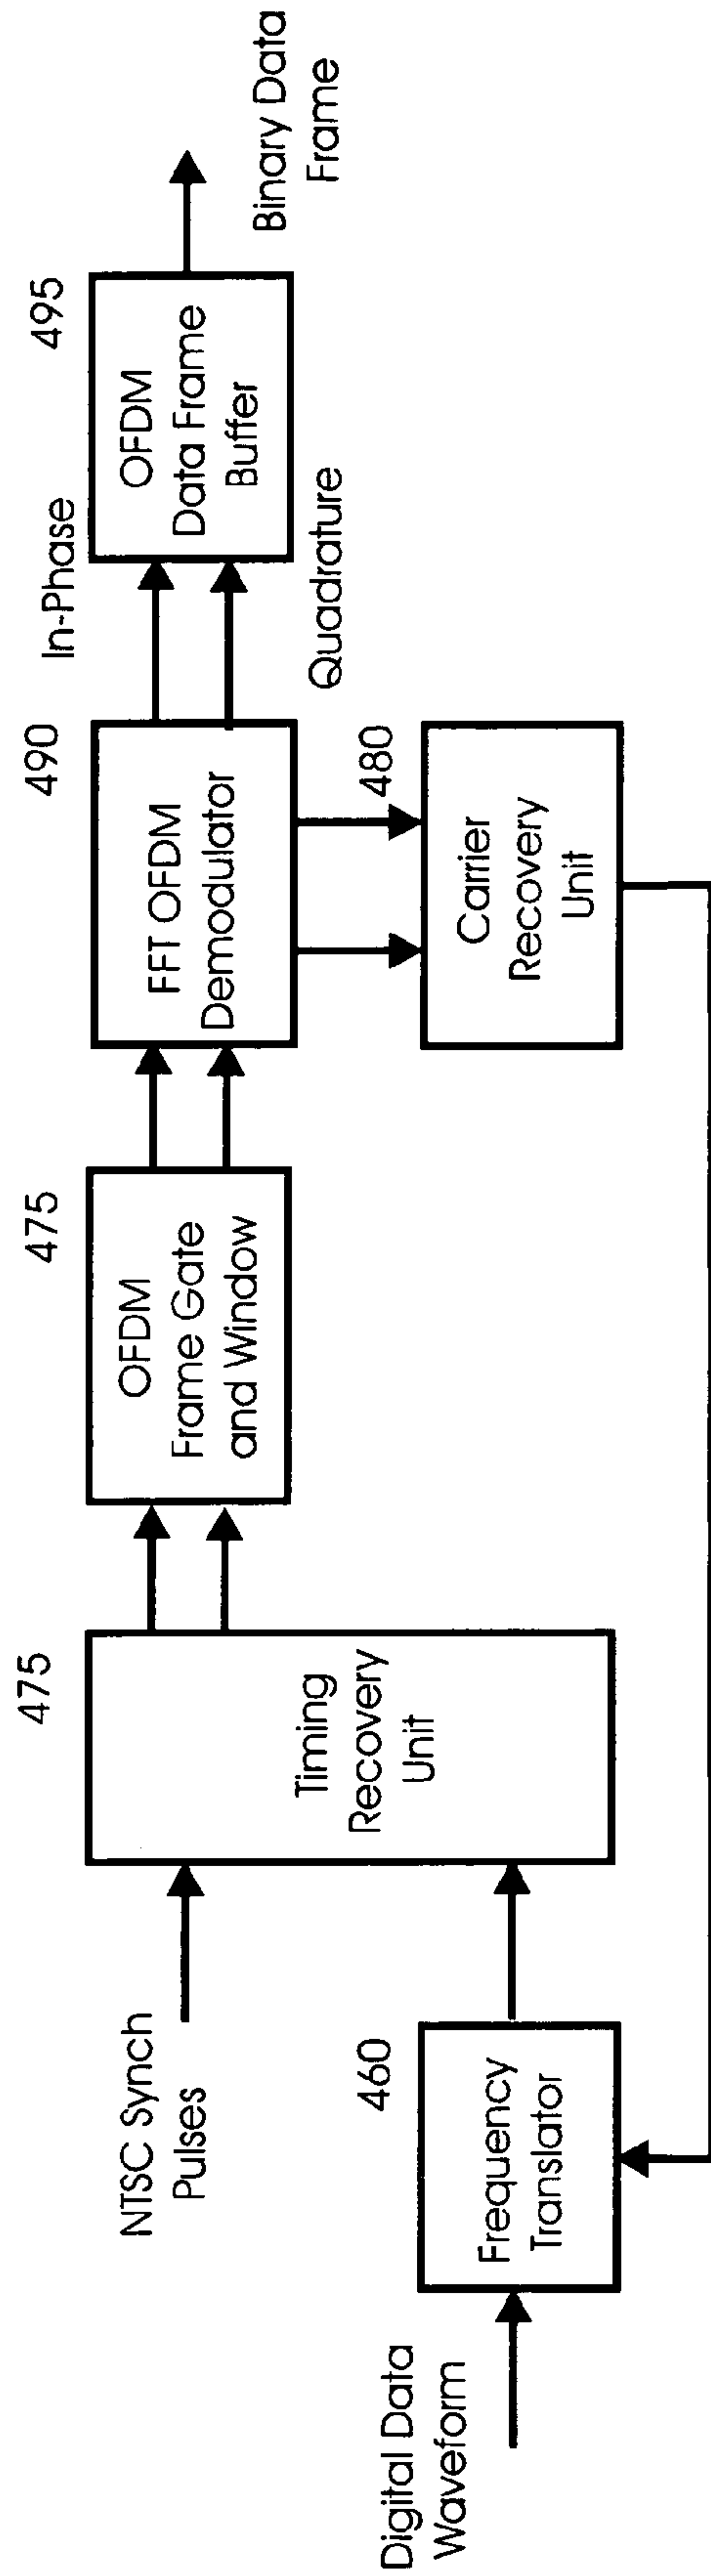 Digital Data
Waveform
460
Frequency
Translator
NTSC Synch
Pulses
475
Timing
Recovery
Unit
475
OFDM
Frame Gate
and Window
490
FFT OFDM
Demodulator
480
Carrier
Recovery
Unit
In-Phase
Quadrature
495
OFDM
Data Frame
Buffer
Binary Data
Frame